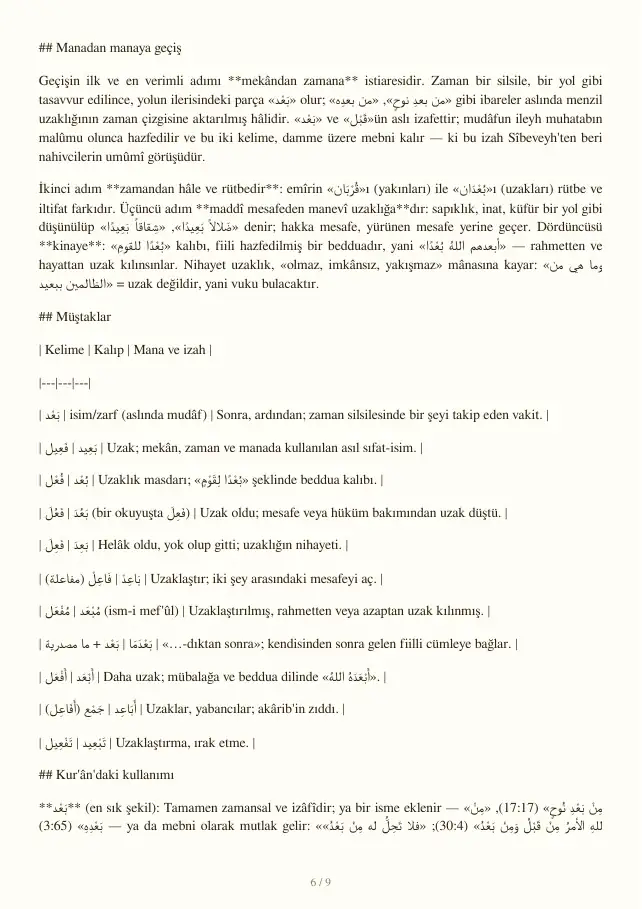 ## Manadan manaya geçiş
Geçişin ilk ve en verimli adımı **mekândan zamana** istiaresidir. Zaman bir silsile, bir yol gibi
tasavvur edilince, yolun ilerisindeki parça «بَعْد» olur; «من بعدِ نوحٍ», «من بعدِه» gibi ibareler aslında menzil
uzaklığının zaman çizgisine aktarılmış hâlidir. «بَعْد» ve «قَبْل»ün aslı izafettir; mudâfun ileyh muhatabın
malûmu olunca hazfedilir ve bu iki kelime, damme üzere mebni kalır — ki bu izah Sîbeveyh'ten beri
nahivcilerin umûmî görüşüdür.
İkinci adım **zamandan hâle ve rütbedir**: emîrin «قُرْبَان»ı (yakınları) ile «بُعْدَان»ı (uzakları) rütbe ve
iltifat farkıdır. Üçüncü adım **maddî mesafeden manevî uzaklığa**dır: sapıklık, inat, küfür bir yol gibi
düşünülüp «ضَلالاً بَعِيدًا», «شِقاقاً بَعِيدًا» denir; hakka mesafe, yürünen mesafe yerine geçer. Dördüncüsü
**kinaye**: «بُعْدًا للقومِ» kalıbı, fiili hazfedilmiş bir bedduadır, yani «أبعدهم اللهُ بُعْدًا» — rahmetten ve
hayattan uzak kılınsınlar. Nihayet uzaklık, «olmaz, imkânsız, yakışmaz» mânasına kayar: «وما هي من
الظالمين ببعيد» = uzak değildir, yani vuku bulacaktır.
## Müştaklar
| Kelime | Kalıp | Mana ve izah |
|---|---|---|
| بَعْد | isim/zarf (aslında mudâf) | Sonra, ardından; zaman silsilesinde bir şeyi takip eden vakit. |
| بَعِيد | فَعِيل | Uzak; mekân, zaman ve manada kullanılan asıl sıfat-isim. |
| بُعْد | فُعْل | Uzaklık masdarı; «بُعْدًا لِقَوْمٍ» şeklinde beddua kalıbı. |
| بَعُدَ | فَعُلَ (bir okuyuşta فَعِلَ) | Uzak oldu; mesafe veya hüküm bakımından uzak düştü. |
| بَعِدَ | فَعِلَ | Helâk oldu, yok olup gitti; uzaklığın nihayeti. |
| بَاعِدْ | فَاعِلْ (مفاعلة) | Uzaklaştır; iki şey arasındaki mesafeyi aç. |
| مُبْعَد | مُفْعَل (ism-i mef'ûl) | Uzaklaştırılmış, rahmetten veya azaptan uzak kılınmış. |
| بَعْدَمَا | بَعْد + ما مصدرية | «…-dıktan sonra»; kendisinden sonra gelen fiilli cümleye bağlar. |
| أَبْعَد | أَفْعَل | Daha uzak; mübalağa ve beddua dilinde «أَبْعَدَهُ اللهُ». |
| أَبَاعِد | جَمْع (أَفَاعِل) | Uzaklar, yabancılar; akârib'in zıddı. |
| تَبْعِيد | تَفْعِيل | Uzaklaştırma, ırak etme. |
## Kur'ân'daki kullanımı
**بَعْد** (en sık şekil): Tamamen zamansal ve izâfîdir; ya bir isme eklenir — «مِنْ بَعْدِ نُوحٍ» (17:17), «مِنْ
بَعْدِهِ» (3:65) — ya da mebni olarak mutlak gelir: «للهِ الأمرُ مِنْ قَبْلُ وَمِنْ بَعْدُ» (30:4); «فلا تَحِلُّ له مِنْ بَعْدُ»
6 / 9